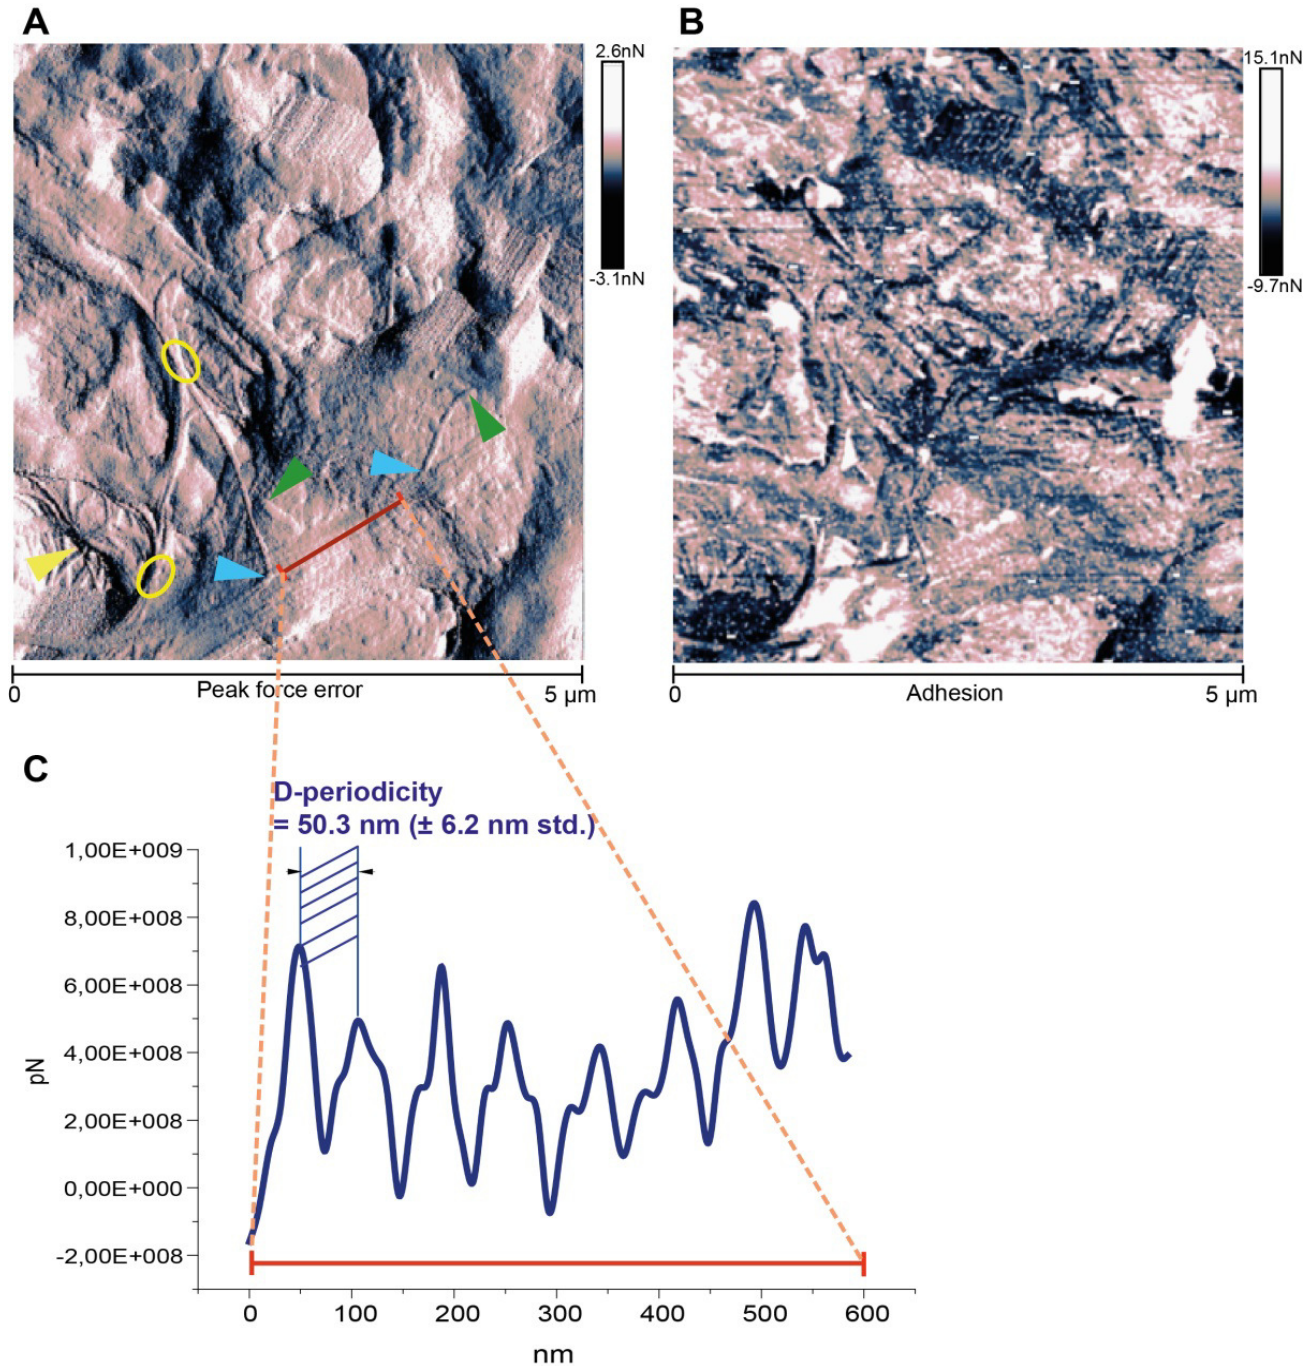 A
B
2.6nN
-3.1nN
15.1nN
-9.7nN
0
Peak force error
5 µm
0
Adhesion
5 µm
C
D-periodicity
= 50.3 nm (± 6.2 nm std.)
1,00E+009
8,00E+008
6,00E+008
4,00E+008
2,00E+008
0,00E+000
-2,00E+008
pN
0 100 200 300 400 500 600
nm